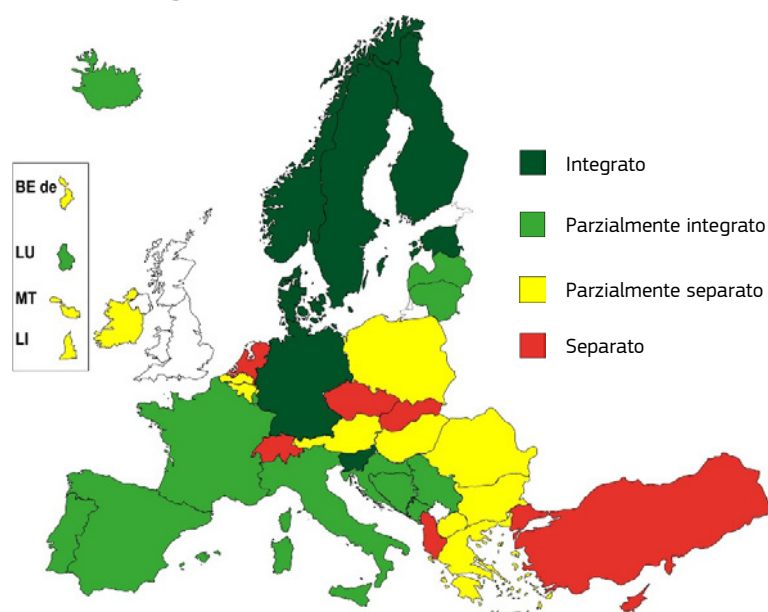 Integrato
Parzialmente integrato
Parzialmente separato
Separato
BE de
LU
MT
LI